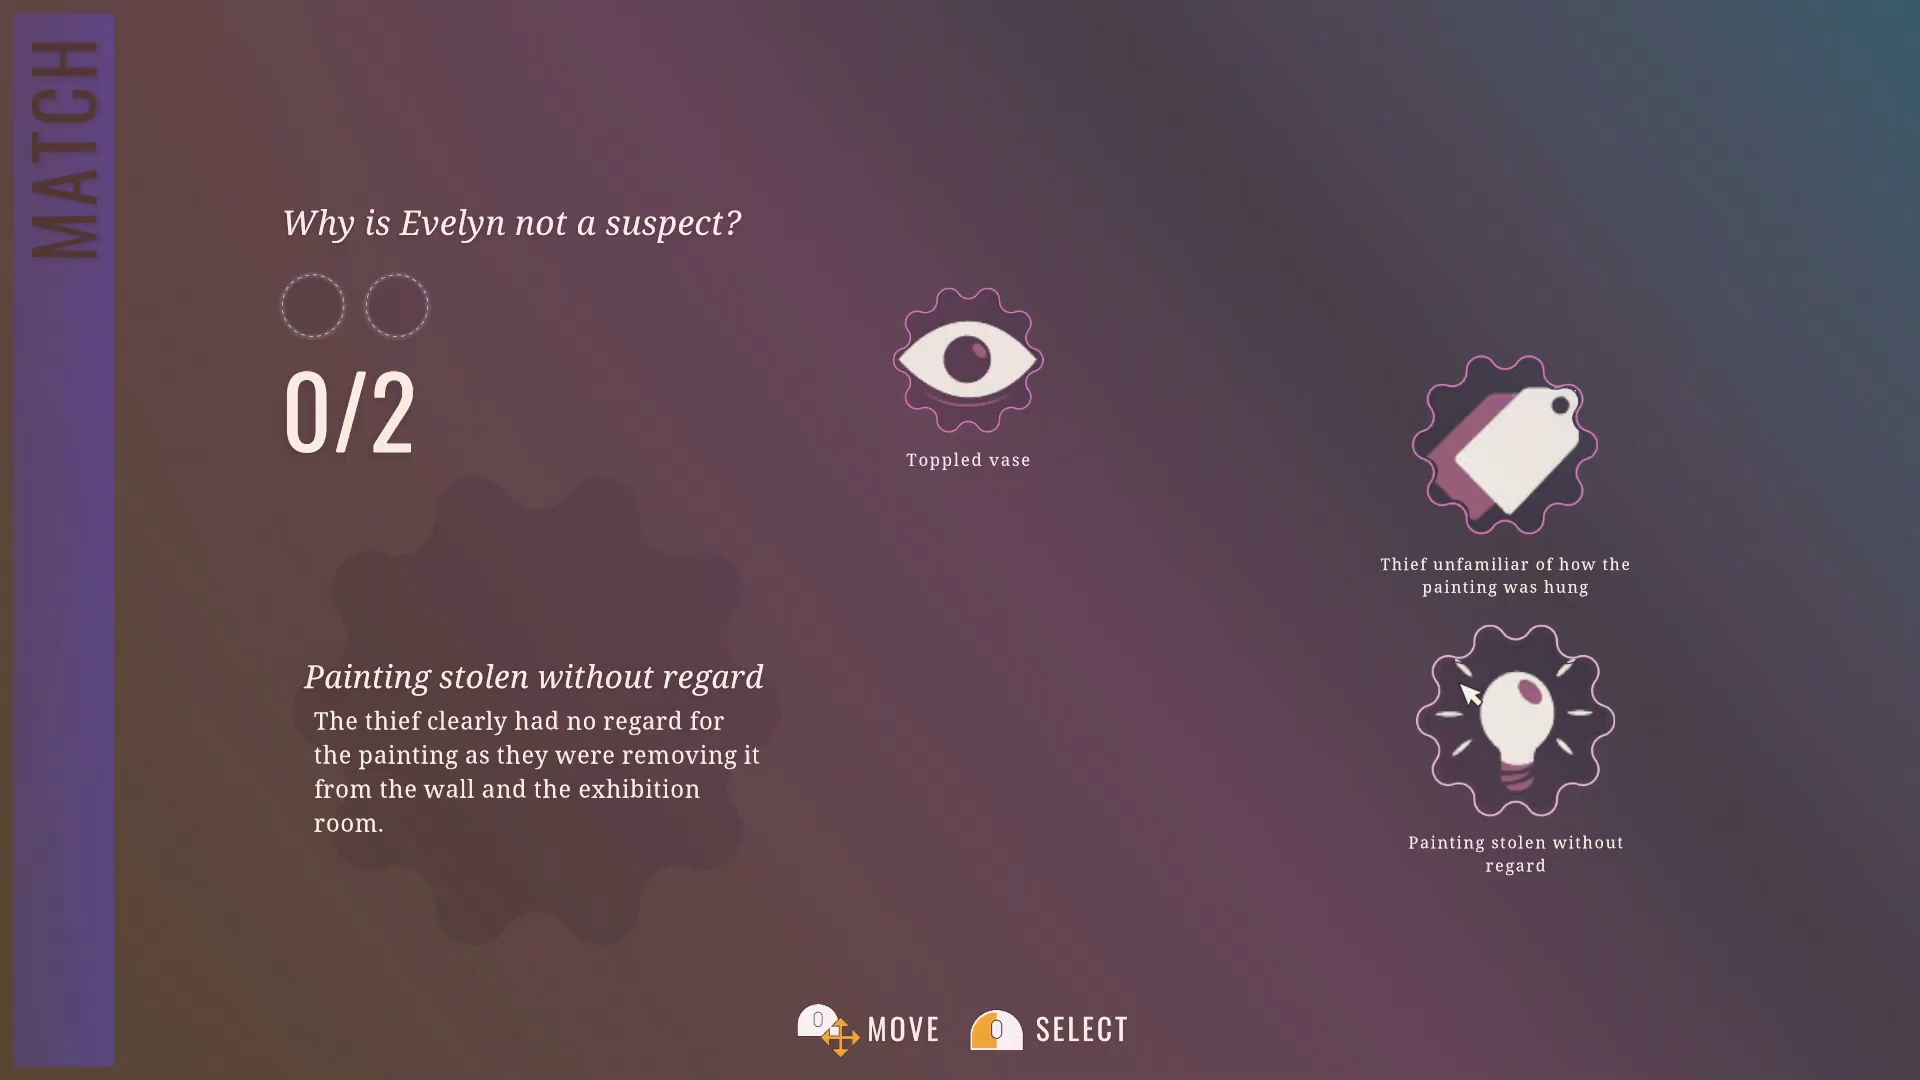 MATCH
Why is Evelyn not a suspect?
0/2
Toppled vase
Thief unfamiliar of how the
painting was hung
Painting stolen without regard
The thief clearly had no regard for
the painting as they were removing it
from the wall and the exhibition
room.
Painting stolen without
regard
MOVE
SELECT